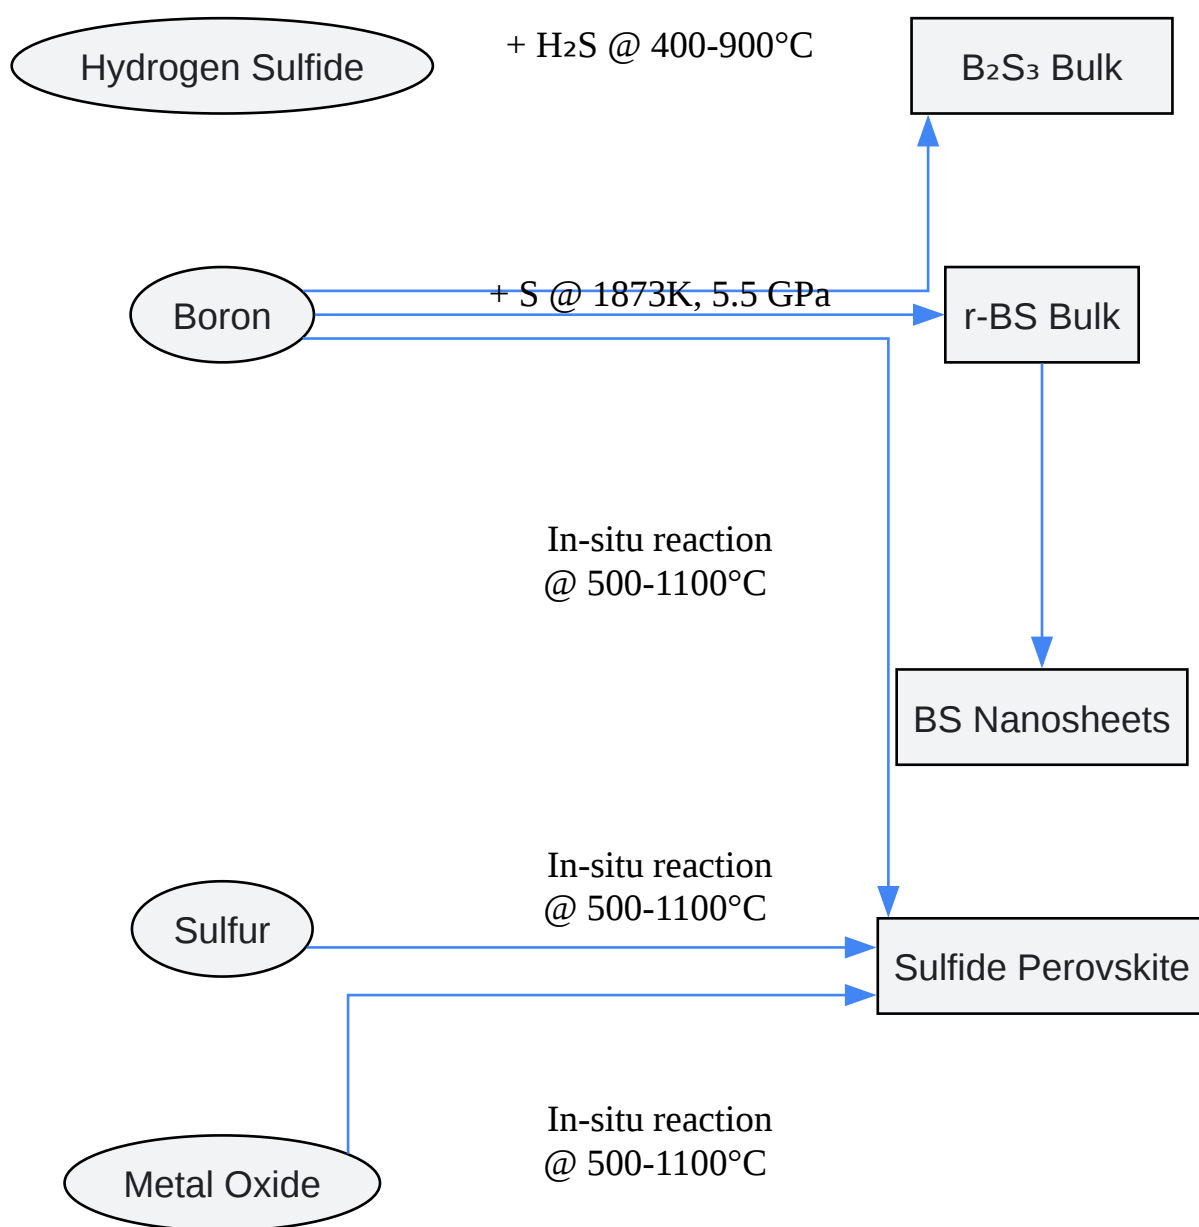 Hydrogen Sulfide
+ H₂S @ 400-900°C
B₂S₃ Bulk
Boron
+ S @ 1873K, 5.5 GPa
r-BS Bulk
In-situ reaction
@ 500-1100°C
BS Nanosheets
In-situ reaction
@ 500-1100°C
Sulfur
Sulfide Perovskite
In-situ reaction
@ 500-1100°C
Metal Oxide